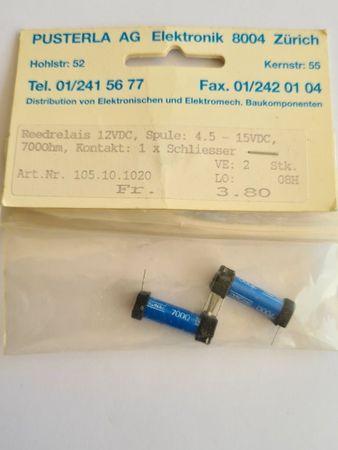 PUSTERLA AG Elektronik 8004 Zürich
Hohlstr: 52 Kernstr: 55
Tel. 01/241 56 77 Fax. 01/242 01 04
Distribution von Elektronischen und Elektromech. Baukomponenten
Reedrelais 12VDC, Spule: 4.5 - 15VDC,
700Ohm, Kontakt: 1 x Schliesser
VE: 2 Stk.
Art.Nr. 105.10.1020 LO: 08H
Fr. 3.80
700Ω